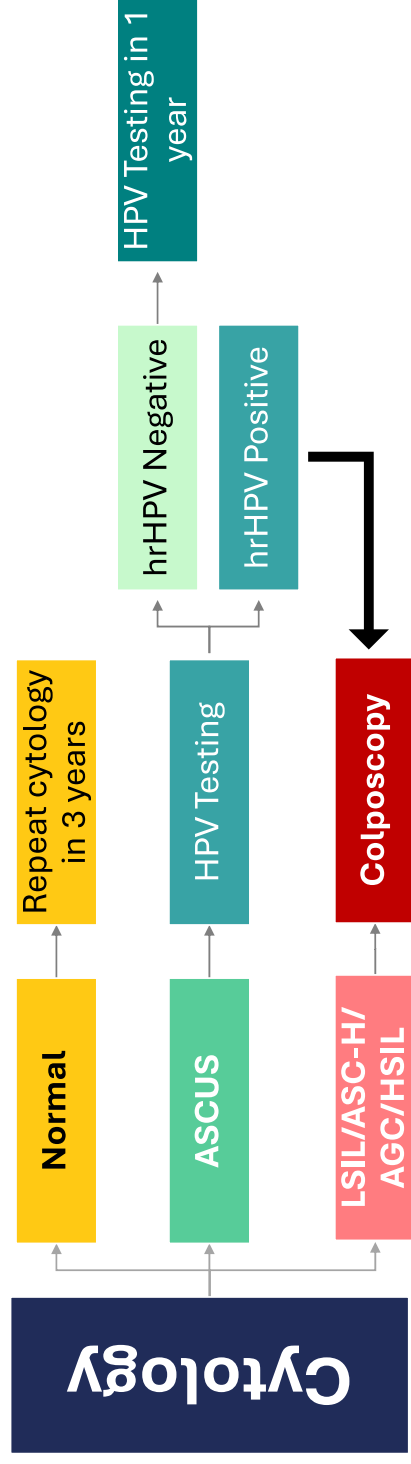 Cytology
Normal
Repeat cytology
in 3 years
ASCUS
HPV Testing
hrHPV Negative
HPV Testing in 1
year
hrHPV Positive
LSIL/ASC-H/
AGC/HSIL
Colposcopy